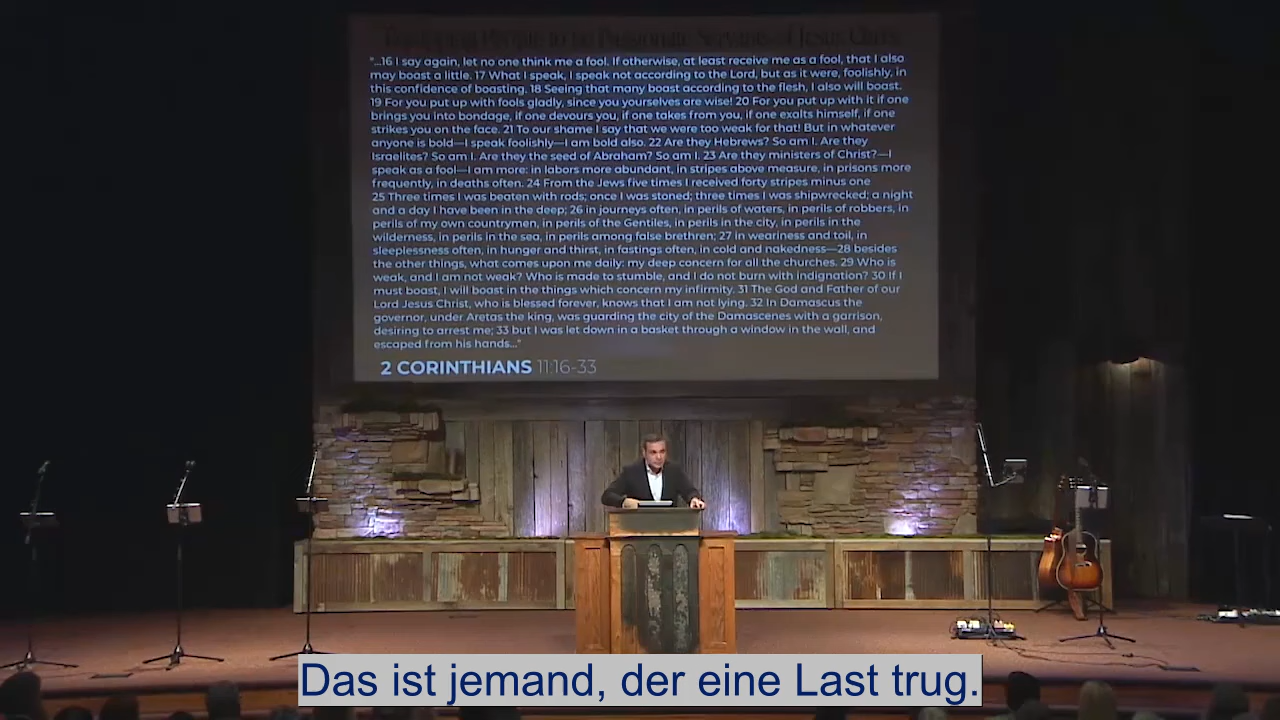 Developing People to be Passionate Servants of Jesus Christ
"...16 I say again, let no one think me a fool. If otherwise, at least receive me as a fool, that I also
may boast a little. 17 What I speak, I speak not according to the Lord, but as it were, foolishly, in
this confidence of boasting. 18 Seeing that many boast according to the flesh, I also will boast.
19 For you put up with fools gladly, since you yourselves are wise! 20 For you put up with it if one
brings you into bondage, if one devours you, if one takes from you, if one exalts himself, if one
strikes you on the face. 21 To our shame I say that we were too weak for that! But in whatever
anyone is bold—I speak foolishly—I am bold also. 22 Are they Hebrews? So am I. Are they
Israelites? So am I. Are they the seed of Abraham? So am I. 23 Are they ministers of Christ?—I
speak as a fool—I am more: in labors more abundant, in stripes above measure, in prisons more
frequently, in deaths often. 24 From the Jews five times I received forty stripes minus one
25 Three times I was beaten with rods; once I was stoned; three times I was shipwrecked; a night
and a day I have been in the deep; 26 in journeys often, in perils of waters, in perils of robbers, in
perils of my own countrymen, in perils of the Gentiles, in perils in the city, in perils in the
wilderness, in perils in the sea, in perils among false brethren; 27 in weariness and toil, in
sleeplessness often, in hunger and thirst, in fastings often, in cold and nakedness—28 besides
the other things, what comes upon me daily: my deep concern for all the churches. 29 Who is
weak, and I am not weak? Who is made to stumble, and I do not burn with indignation? 30 If I
must boast, I will boast in the things which concern my infirmity. 31 The God and Father of our
Lord Jesus Christ, who is blessed forever, knows that I am not lying. 32 In Damascus the
governor, under Aretas the king, was guarding the city of the Damascenes with a garrison,
desiring to arrest me; 33 but I was let down in a basket through a window in the wall, and
escaped from his hands..."
2 CORINTHIANS 11:16-33
Das ist jemand, der eine Last trug.